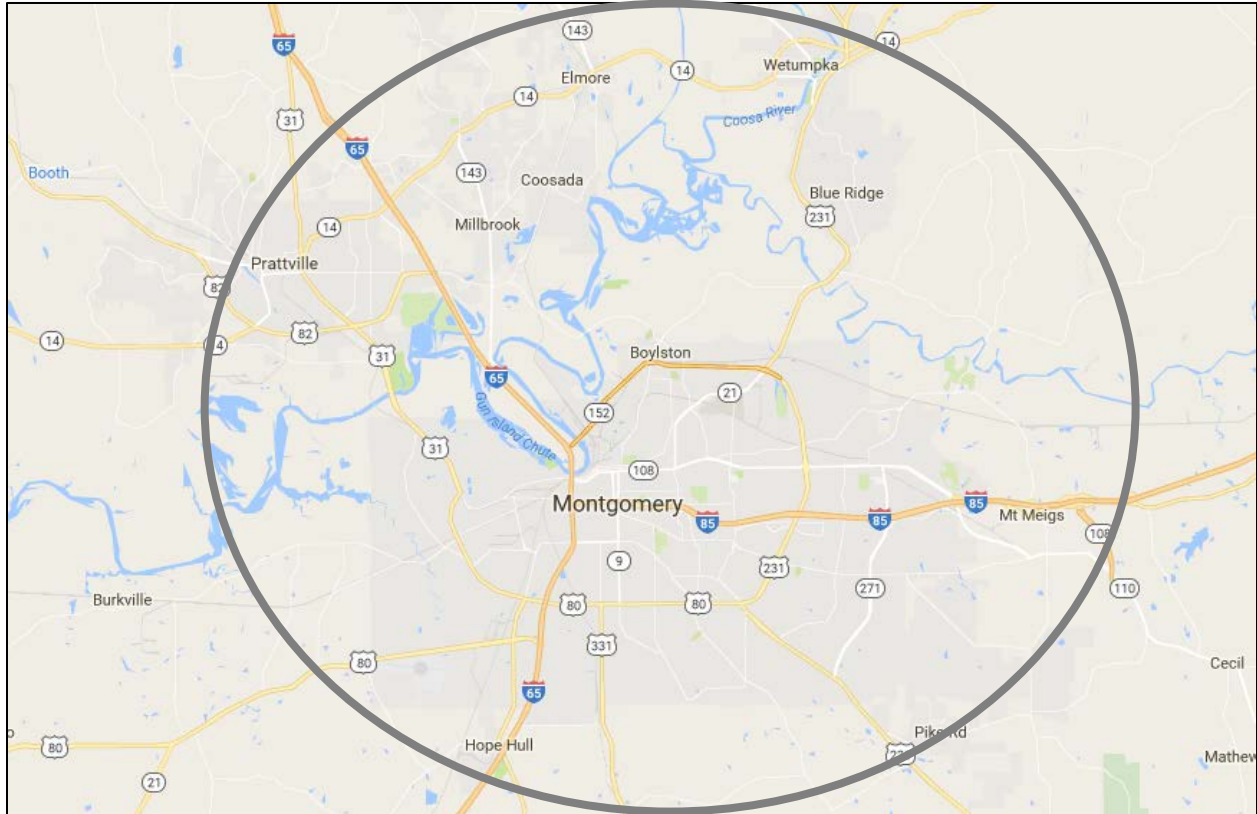 143
65
14
Wetumpka
14
Elmore
14
31
Coosa River
65
143
Booth
Coosada
Blue Ridge
14
Millbrook
231
Prattville
82
82
14
14
31
Boylston
65
21
152
Gun Island Chute
31
108
Montgomery
85
85
85
Mt Meigs
108
9
231
Burkville
80
80
271
110
331
80
Cecil
65
Pike Rd
Hope Hull
80
Mathew
21